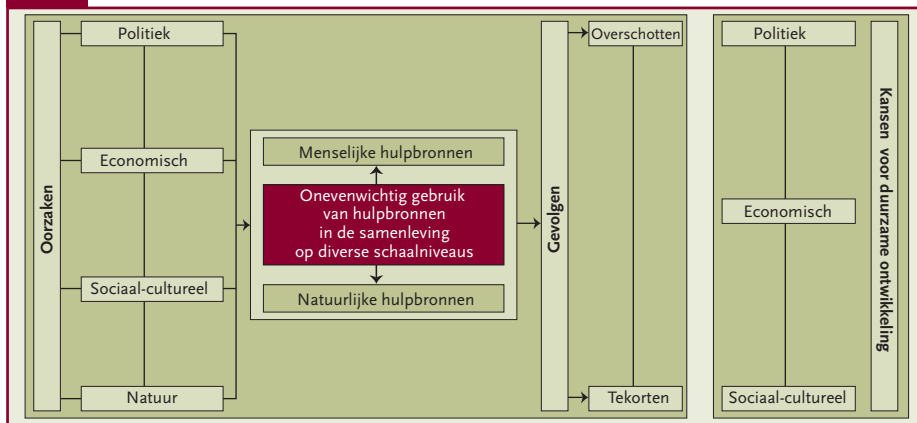 Oorzaken
Politiek
Economisch
Sociaal-cultureel
Natuur
Menselijke hulpbronnen
Onevenwichtig gebruik
van hulpbronnen
in de samenleving
op diverse schaalniveaus
Natuurlijke hulpbronnen
Gevolgen
Overschotten
Tekorten
Politiek
Economisch
Sociaal-cultureel
Kansen voor duurzame ontwikkeling